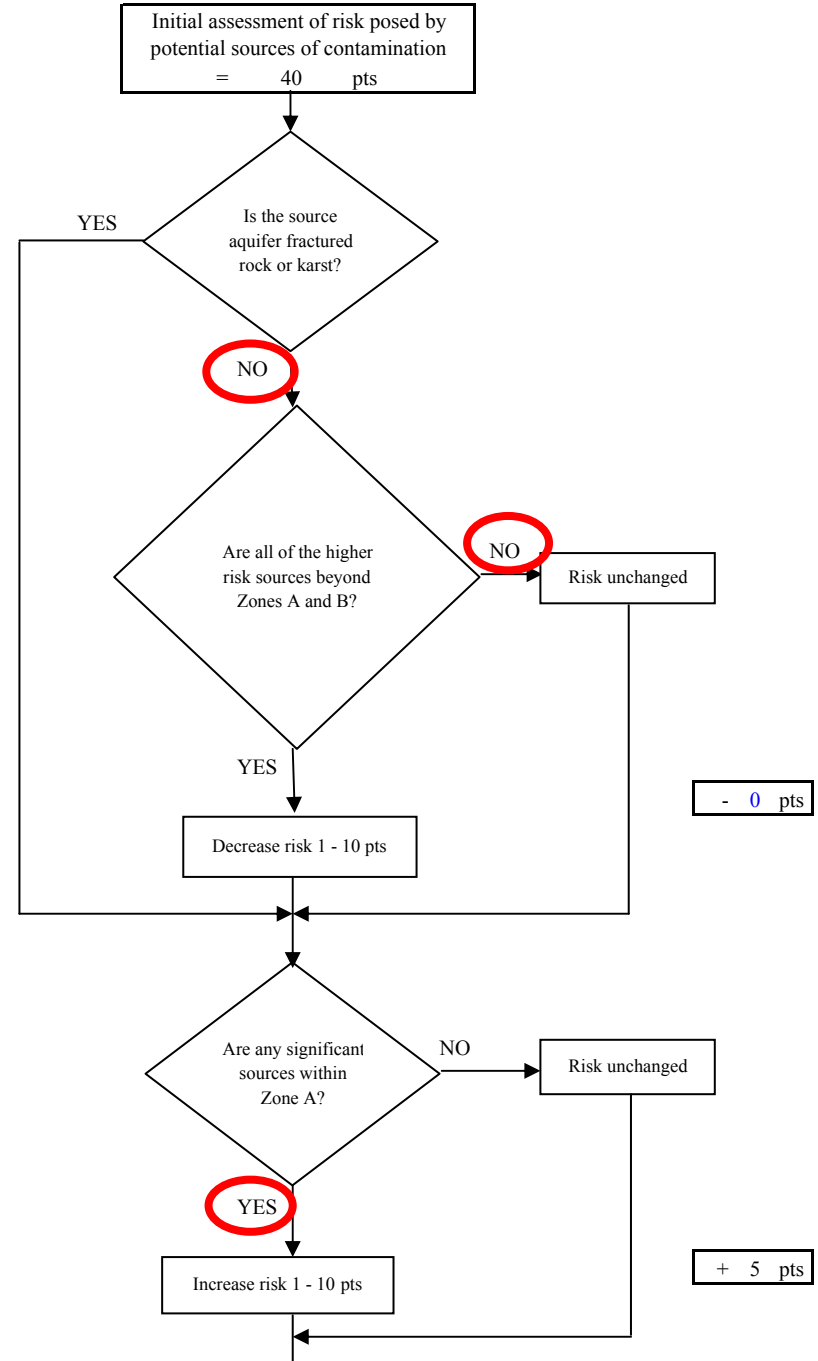 Initial assessment of risk posed by
potential sources of contamination
= 40 pts
YES
Is the source
aquifer fractured
rock or karst?
NO
Are all of the higher
risk sources beyond
Zones A and B?
NO
Risk unchanged
YES
- 0 pts
Decrease risk 1 - 10 pts
Are any significant
sources within
Zone A?
NO
Risk unchanged
YES
+ 5 pts
Increase risk 1 - 10 pts